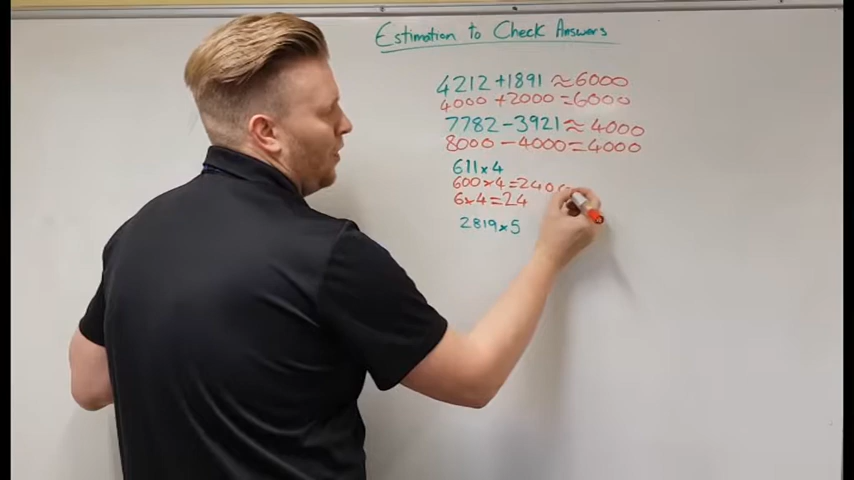 Estimation to Check Answers
4212 +1891 ≈ 6000
4000 +2000 = 6000
7782 - 3921 ≈ 4000
8000 - 4000 = 4000
611 x 4
600 x 4 = 2400
6 x 4 = 24
2819 x 5